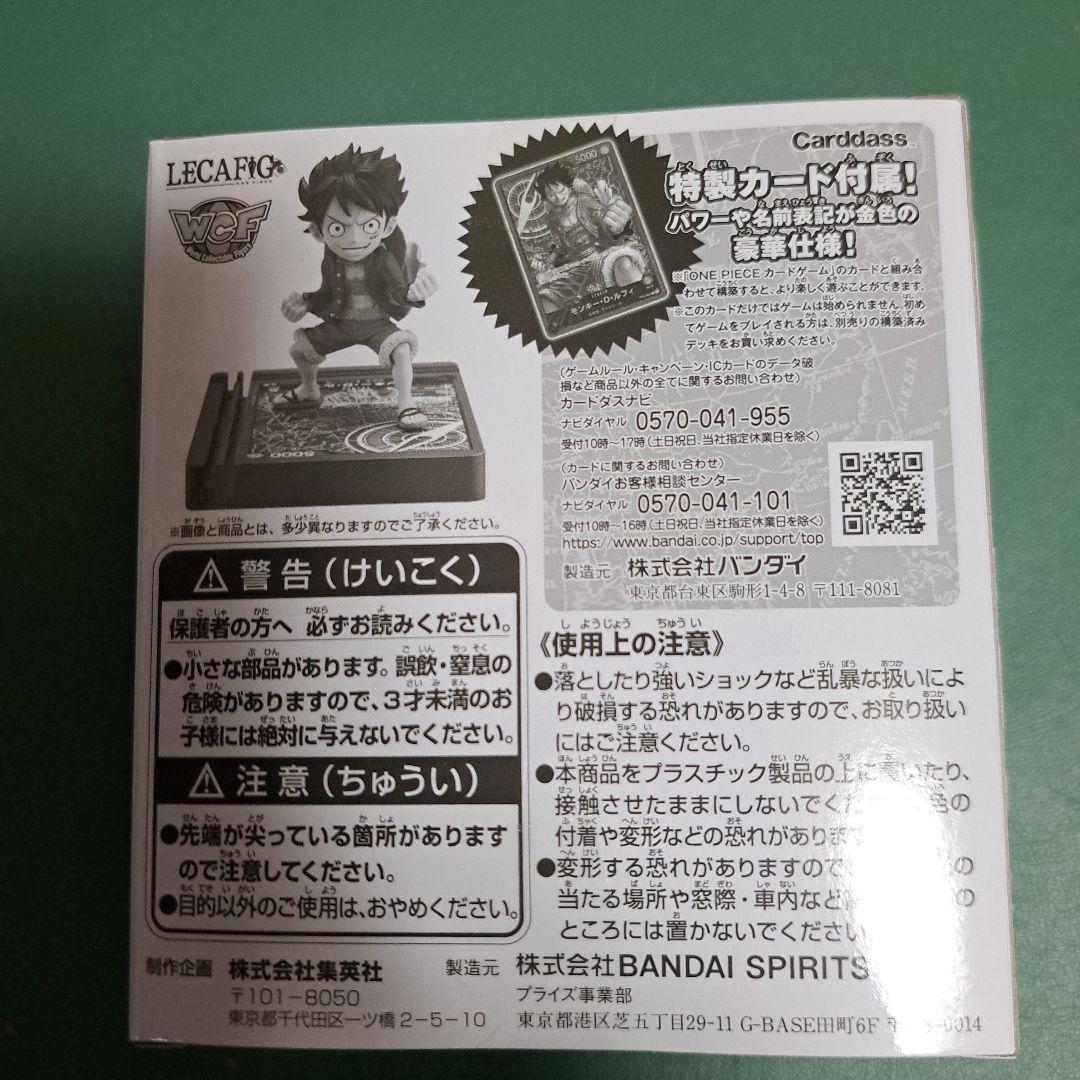 LECAFIG
ONE PIECE
WCF
World Collectable Figure
※画像と商品とは、多少異なりますのでご了承ください。
5000
モンキー・D・ルフィ
Carddass
特製カード付属!
パワーや名前表記が金色の
豪華仕様!
※「ONE PIECE カードゲーム」のカードと組み合
わせて構築すると、より楽しく遊ぶことができます。
※このカードだけではゲームは始められません。初め
てゲームをプレイされる方は、別売りの構築済み
デッキをお買い求めください。
(ゲームルール・キャンペーン・ICカードのデータ破
損など商品以外の全てに関するお問い合わせ)
カードダスナビ
ナビダイヤル 0570-041-955
受付10時～17時(土日祝日、当社指定休業日を除く)
(カードに関するお問い合わせ)
バンダイお客様相談センター
ナビダイヤル 0570-041-101
受付10時～16時(土日祝日、当社指定休業日を除く)
https://www.bandai.co.jp/support/top
製造元 株式会社バンダイ
東京都台東区駒形1-4-8 〒111-8081
警告(けいこく)
保護者の方へ 必ずお読みください。
●小さな部品があります。誤飲・窒息の
危険がありますので、3才未満のお
子様には絶対に与えないでください。
注意(ちゅうい)
●先端が尖っている箇所があります
ので注意してください。
●目的以外のご使用は、おやめください。
《使用上の注意》
●落としたり強いショックなど乱暴な扱いによ
り破損する恐れがありますので、お取り扱い
にはご注意ください。
●本商品をプラスチック製品の上に置いたり、
接触させたままにしないでくだ 色の
付着や変形などの恐れがありま
●変形する恐れがありますので の
当たる場所や窓際・車内など の
ところには置かないでくださ
制作企画 株式会社集英社
〒101-8050
東京都千代田区一ツ橋2-5-10
製造元 株式会社BANDAI SPIRITS
プライズ事業部
東京都港区芝五丁目29-11 G-BASE田町6F 〒 0014